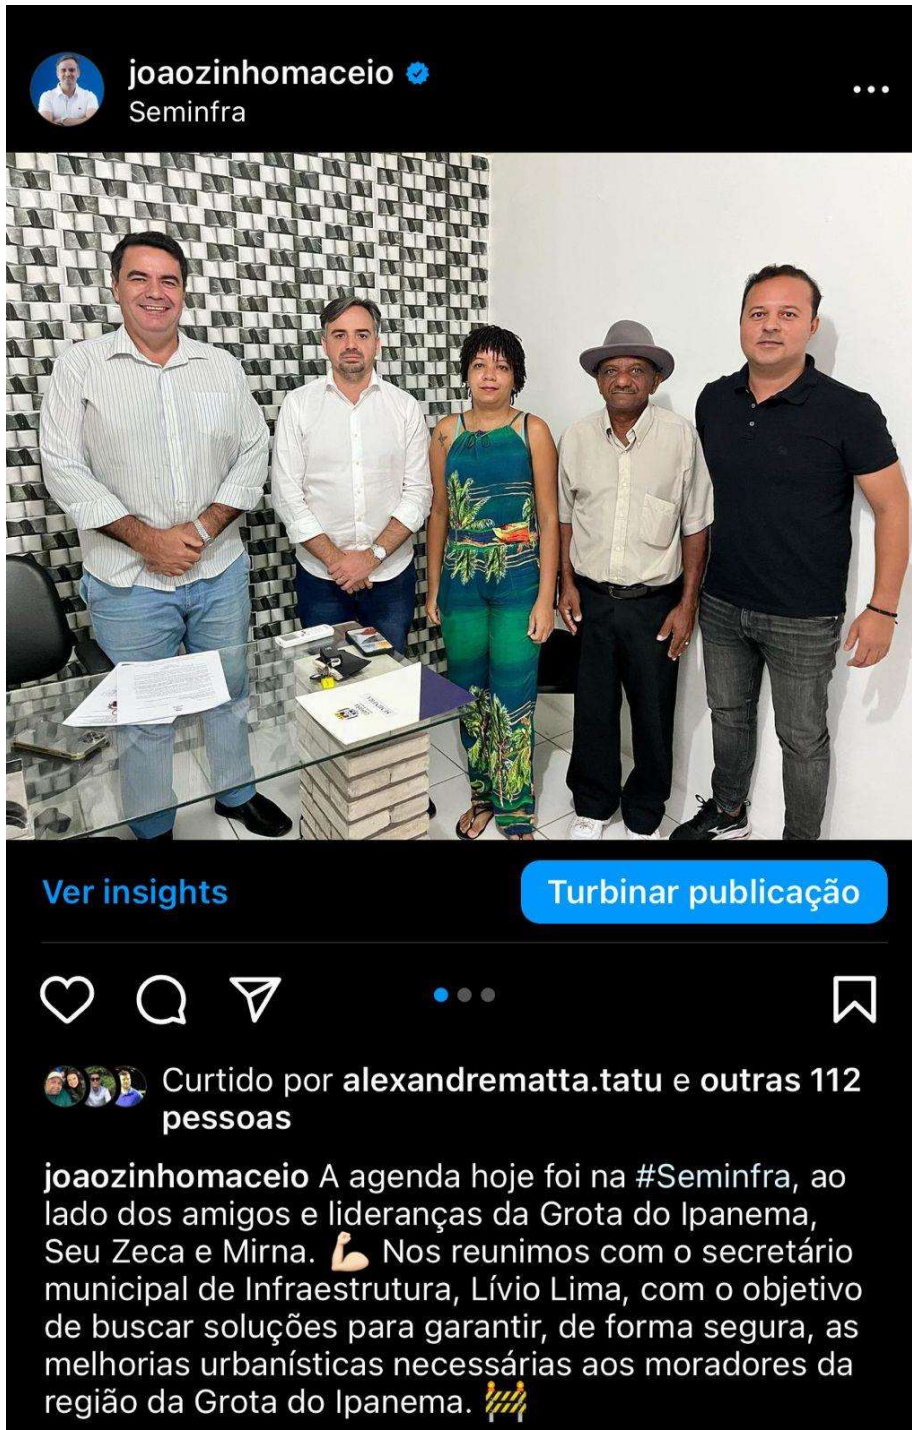 joaozinhomaceio
Seminfra
Ver insights
Turbinar publicação
Curtido por alexandrematta.tatu e outras 112
pessoas
joaozinhomaceio A agenda hoje foi na #Seminfra, ao
lado dos amigos e lideranças da Grota do Ipanema,
Seu Zeca e Mirna. 💪🏻 Nos reunimos com o secretário
municipal de Infraestrutura, Lívio Lima, com o objetivo
de buscar soluções para garantir, de forma segura, as
melhorias urbanísticas necessárias aos moradores da
região da Grota do Ipanema. 🚧